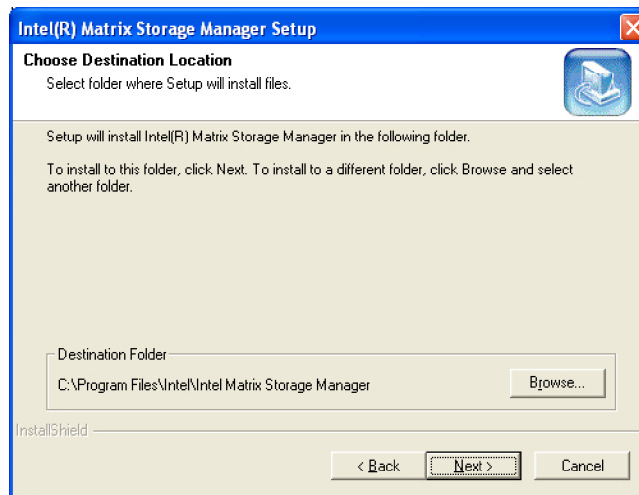 Intel(R) Matrix Storage Manager Setup
Choose Destination Location
Select folder where Setup will install files.
Setup will install Intel(R) Matrix Storage Manager in the following folder.
To install to this folder, click Next. To install to a different folder, click Browse and select
another folder.
Destination Folder
C:\Program Files\Intel\Intel Matrix Storage Manager
Browse...
InstallShield
< Back
Next >
Cancel